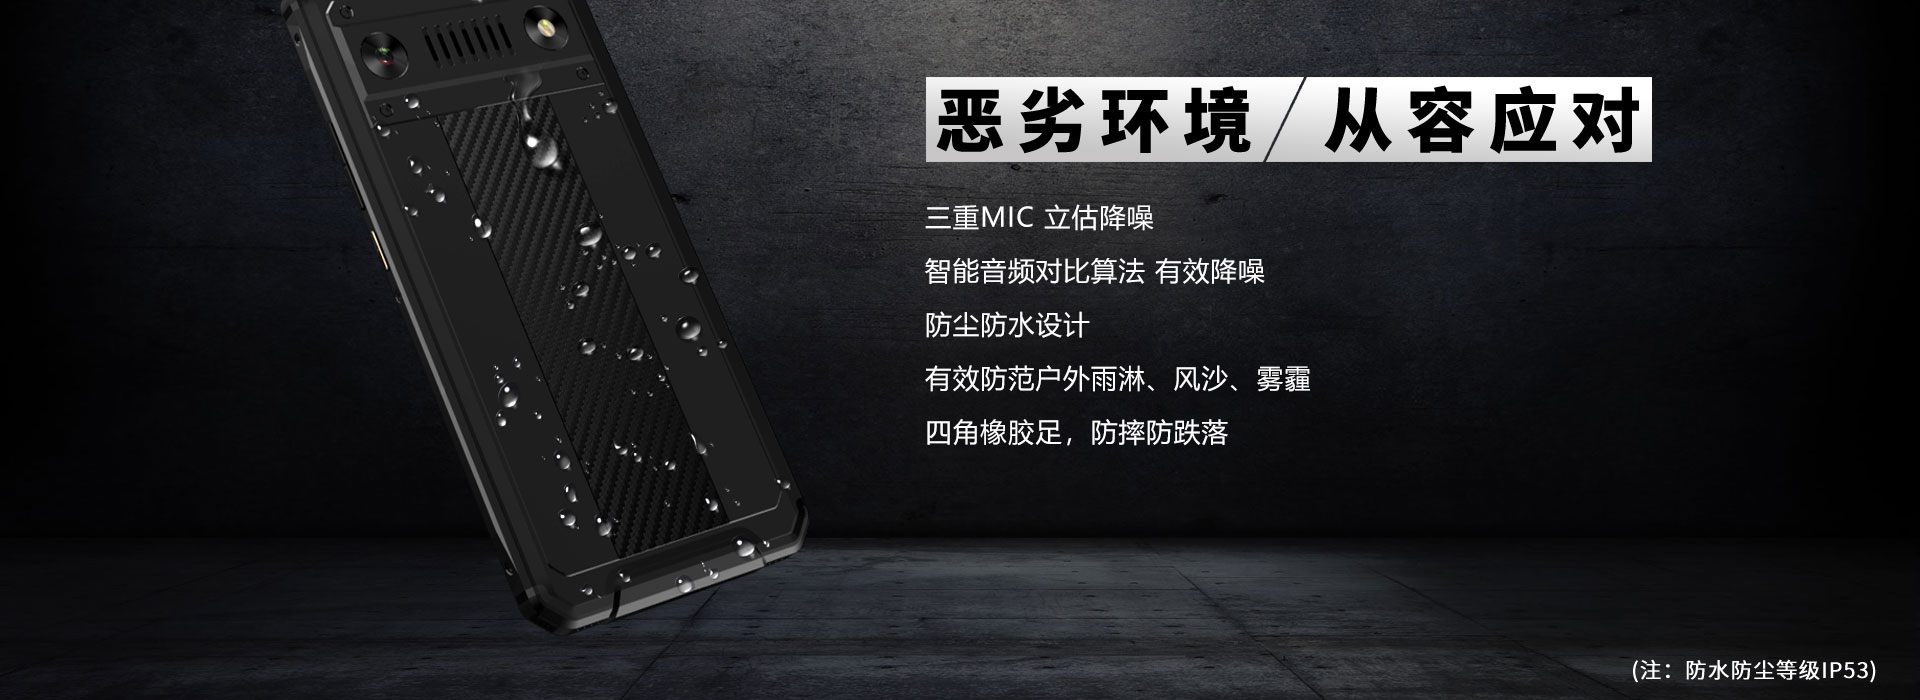 恶劣环境/从容应对
三重MIC 立估降噪
智能音频对比算法 有效降噪
防尘防水设计
有效防范户外雨淋、风沙、雾霾
四角橡胶足，防摔防跌落
(注：防水防尘等级IP53)